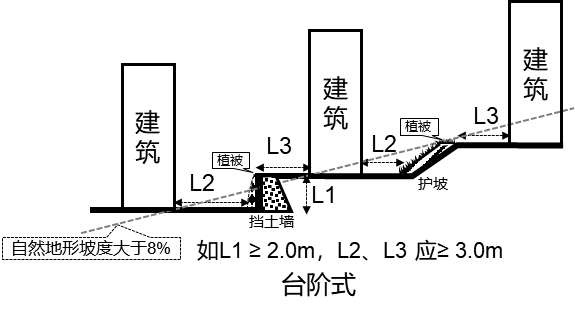 建筑
建筑
建筑
L3
植被
L2
植被
L3
护坡
L2
L1
挡土墙
自然地形坡度大于8%
如L1 ≥ 2.0m，L2、L3 应≥ 3.0m
台阶式